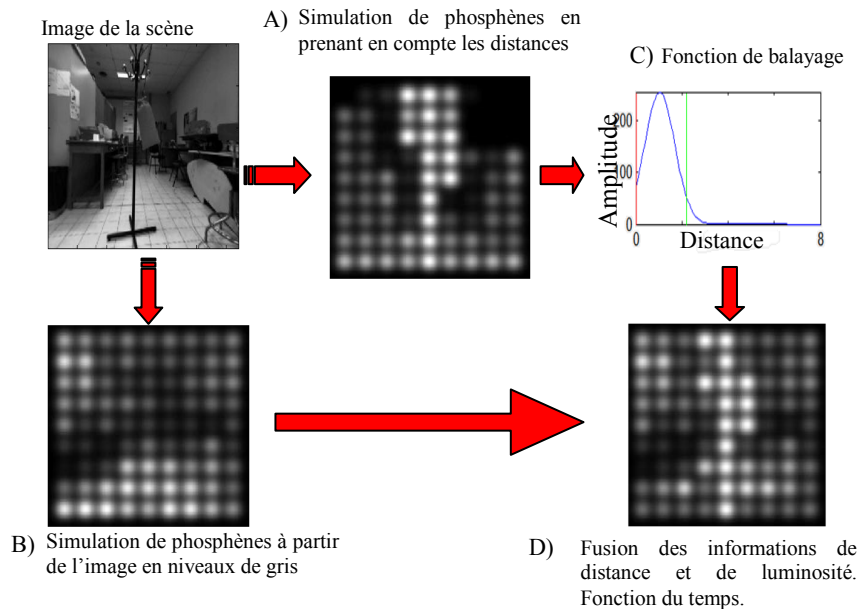 Image de la scène
A) Simulation de phosphènes en
prenant en compte les distances
C) Fonction de balayage
200
100
0
Amplitude
Distance
0
8
B) Simulation de phosphènes à partir
de l’image en niveaux de gris
D) Fusion des informations de
distance et de luminosité.
Fonction du temps.